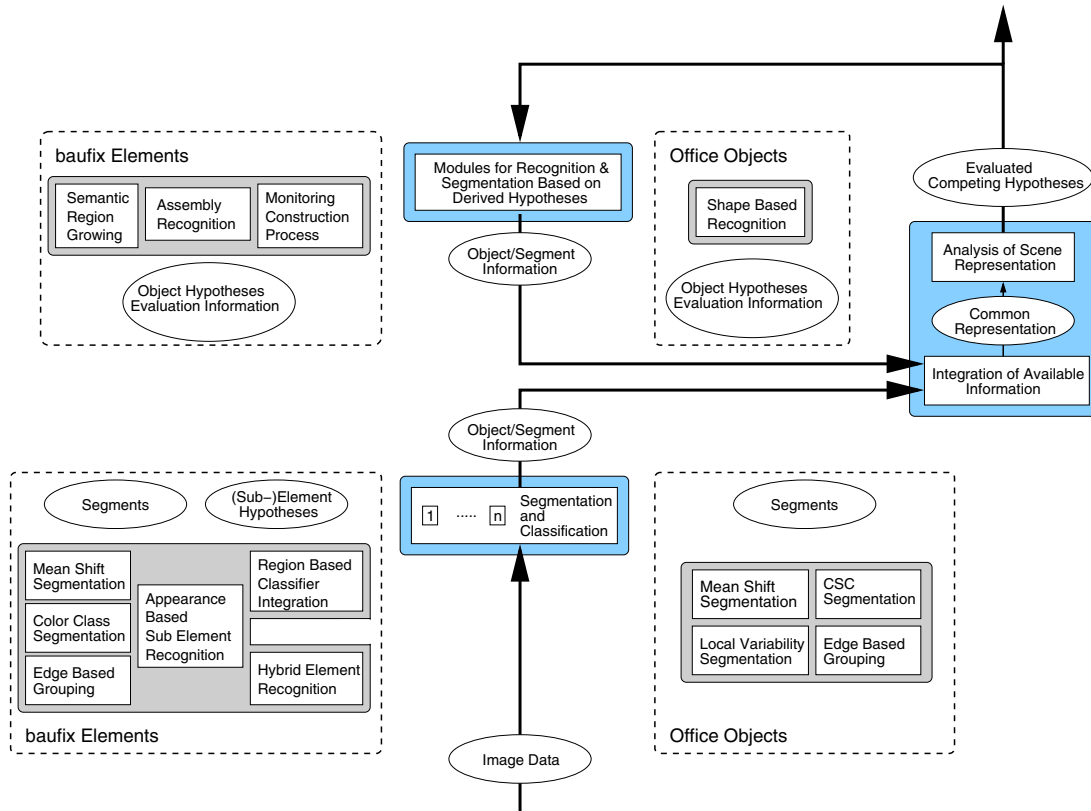 baufix Elements
Semantic
Region
Growing
Assembly
Recognition
Monitoring
Construction
Process
Object Hypotheses
Evaluation Information
Modules for Recognition &
Segmentation Based on
Derived Hypotheses
Object/Segment
Information
Office Objects
Shape Based
Recognition
Object Hypotheses
Evaluation Information
Evaluated
Competing Hypotheses
Analysis of Scene
Representation
Common
Representation
Integration of Available
Information
Object/Segment
Information
1 ..... n
Segmentation
and
Classification
Segments
(Sub-)Element
Hypotheses
Mean Shift
Segmentation
Color Class
Segmentation
Edge Based
Grouping
Appearance
Based
Sub Element
Recognition
Region Based
Classifier
Integration
Hybrid Element
Recognition
baufix Elements
Segments
Mean Shift
Segmentation
CSC
Segmentation
Local Variability
Segmentation
Edge Based
Grouping
Office Objects
Image Data